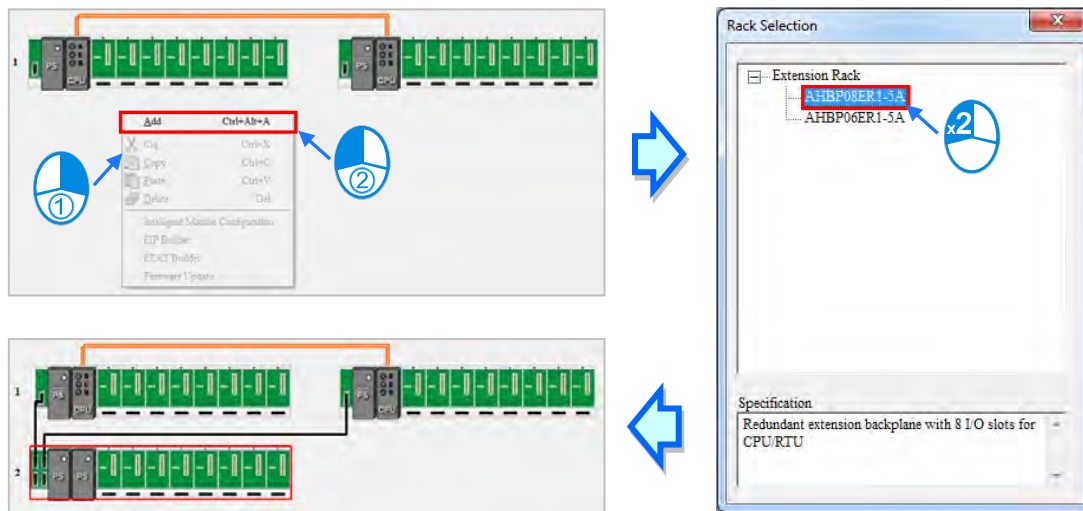 1
PS
CPU
PS
CPU
Add Ctrl+Alt+A
Cut Ctrl+X
Copy Ctrl+C
Paste Ctrl+V
Delete Del
Intelligent Module Configuration
EIP Builder
ECAT Builder
Firmware Update
①
②
Rack Selection
x
Extension Rack
AHBP08ER1-5A
AHBP06ER1-5A
x2
Specification
Redundant extension backplane with 8 I/O slots for
CPU/RTU
1
PS
CPU
PS
CPU
2
PS
PS